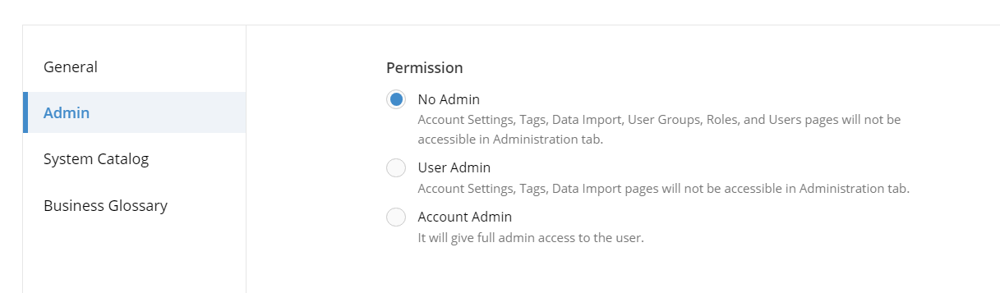 General
Admin
System Catalog
Business Glossary
Permission
No Admin
Account Settings, Tags, Data Import, User Groups, Roles, and Users pages will not be
accessible in Administration tab.
User Admin
Account Settings, Tags, Data Import pages will not be accessible in Administration tab.
Account Admin
It will give full admin access to the user.